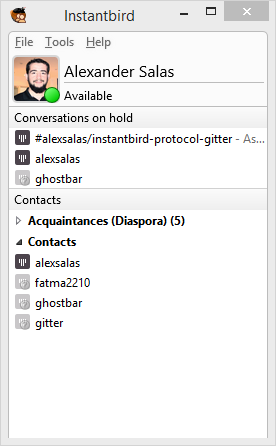 Instantbird
File Tools Help
Alexander Salas
Available
Conversations on hold
#alexsalas/instantbird-protocol-gitter - As...
alexsalas
ghostbar
Contacts
Acquaintances (Diaspora) (5)
Contacts
alexsalas
fatma2210
ghostbar
gitter